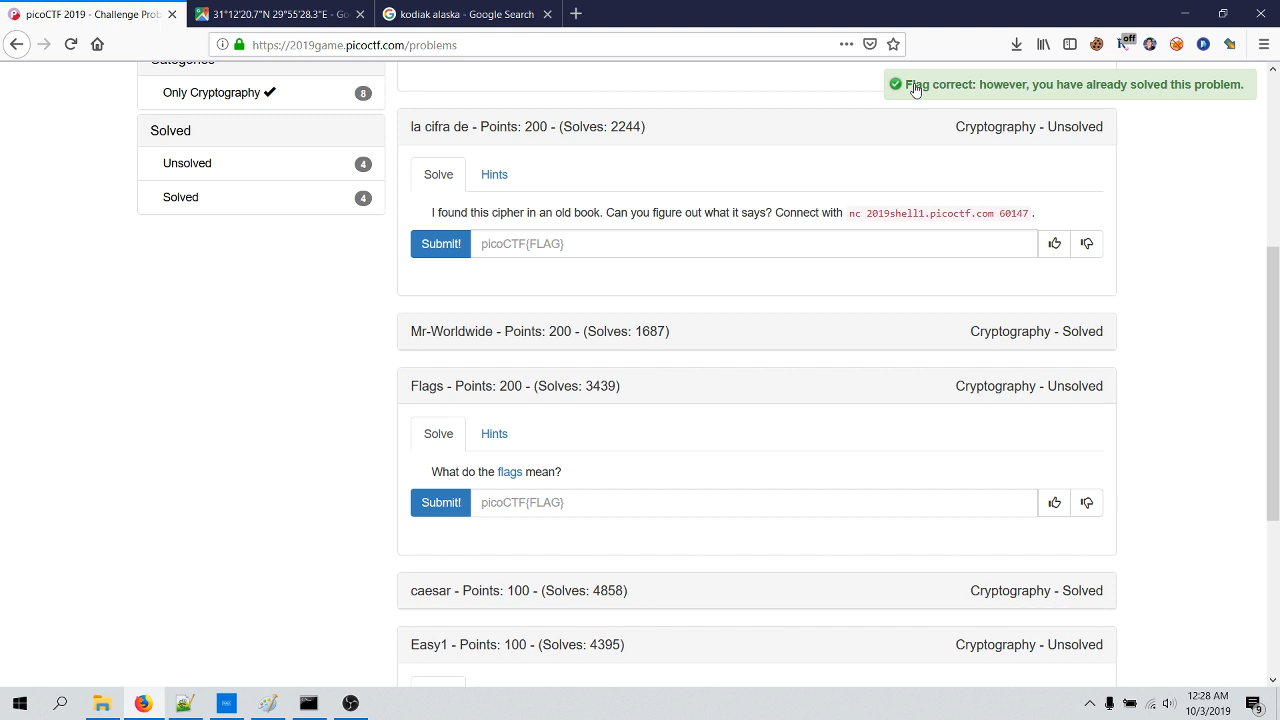 picoCTF 2019 - Challenge Prob
31°12'20.7"N 29°55'28.3"E - Go
kodiak alaska - Google Search
https://2019game.picoctf.com/problems
off
Categories
Only Cryptography 8
Solved
Unsolved 4
Solved 4
Flag correct: however, you have already solved this problem.
la cifra de - Points: 200 - (Solves: 2244) Cryptography - Unsolved
Solve Hints
I found this cipher in an old book. Can you figure out what it says? Connect with nc 2019shell1.picoctf.com 60147 .
Submit! picoCTF{FLAG}
Mr-Worldwide - Points: 200 - (Solves: 1687) Cryptography - Solved
Flags - Points: 200 - (Solves: 3439) Cryptography - Unsolved
Solve Hints
What do the flags mean?
Submit! picoCTF{FLAG}
caesar - Points: 100 - (Solves: 4858) Cryptography - Solved
Easy1 - Points: 100 - (Solves: 4395) Cryptography - Unsolved
12:28 AM
10/3/2019
9